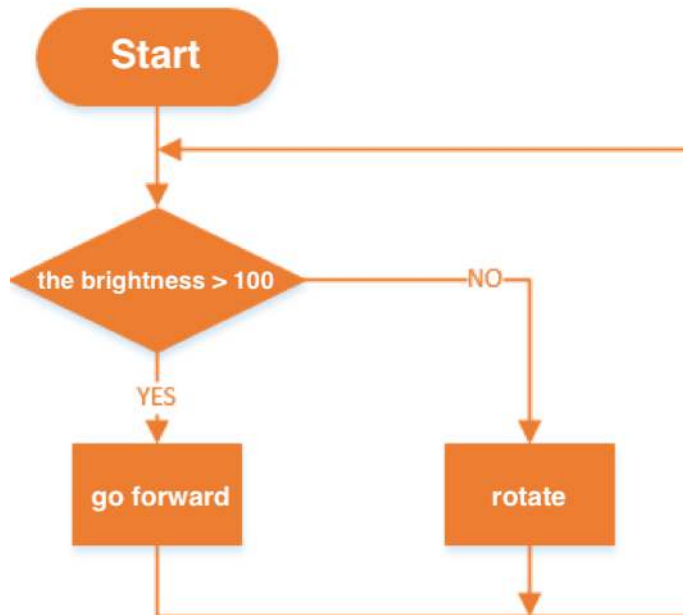 Start
the brightness > 100
NO
YES
go forward
rotate